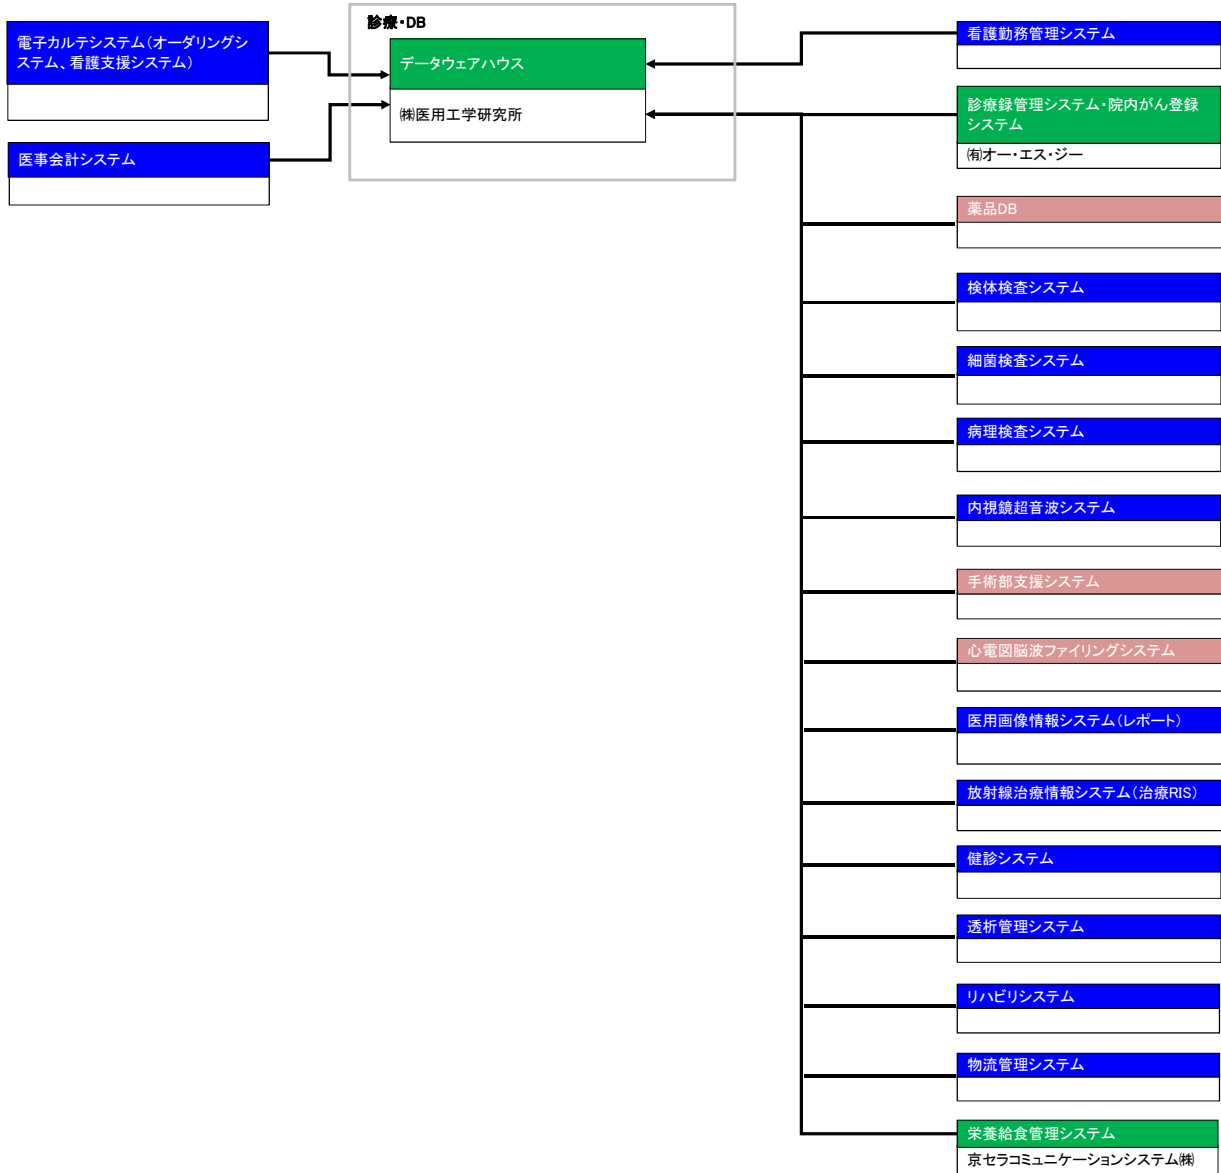 電子カルテシステム（オーダリングシ
ステム、看護支援システム）
医事会計システム
診療・DB
データウェアハウス
㈱医用工学研究所
看護勤務管理システム
診療録管理システム・院内がん登録
システム
㈲オー・エス・ジー
薬品DB
検体検査システム
細菌検査システム
病理検査システム
内視鏡超音波システム
手術部支援システム
心電図脳波ファイリングシステム
医用画像情報システム（レポート）
放射線治療情報システム（治療RIS）
健診システム
透析管理システム
リハビリシステム
物流管理システム
栄養給食管理システム
京セラコミュニケーションシステム㈱